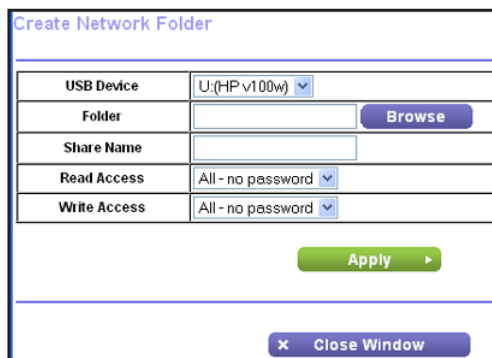 Create Network Folder
USB Device U:(HP v100w)
Folder Browse
Share Name
Read Access All - no password
Write Access All - no password
Apply
× Close Window